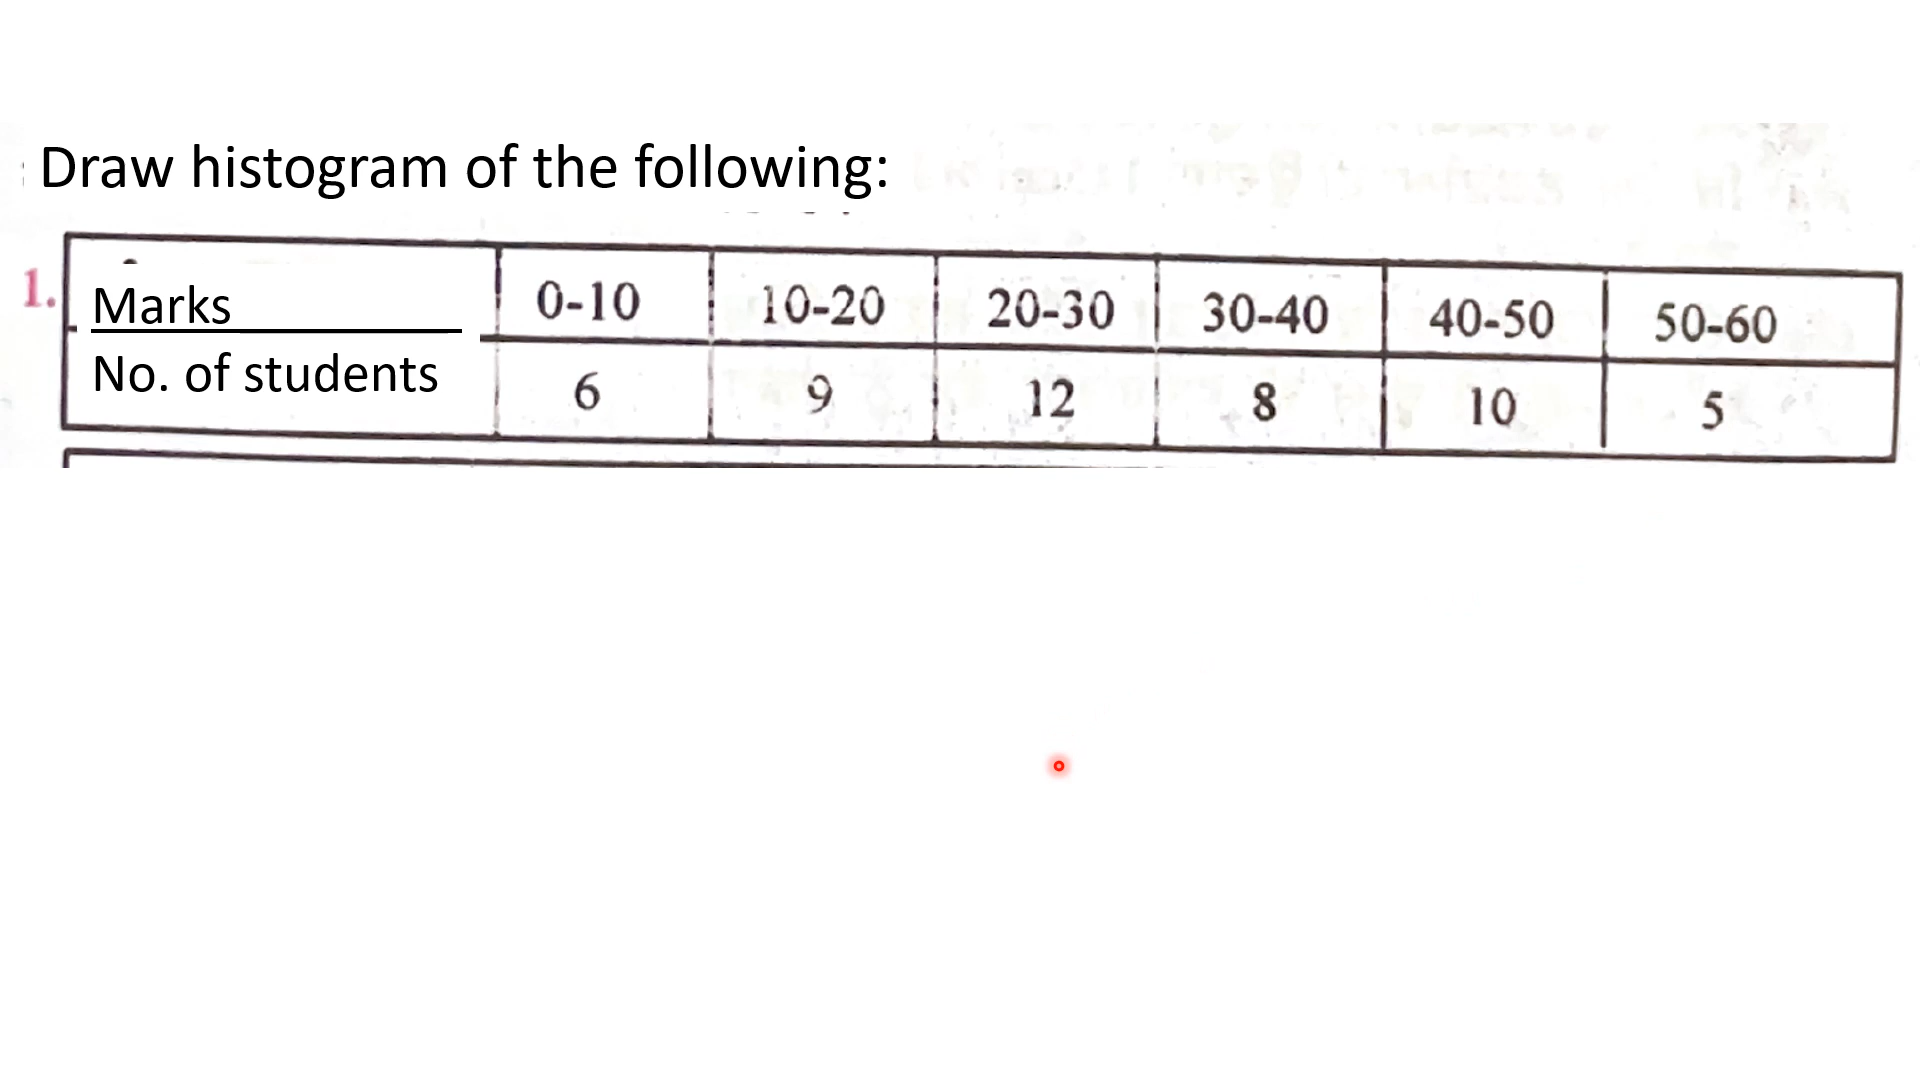 Draw histogram of the following:
1.
Marks 0-10 10-20 20-30 30-40 40-50 50-60
No. of students 6 9 12 8 10 5